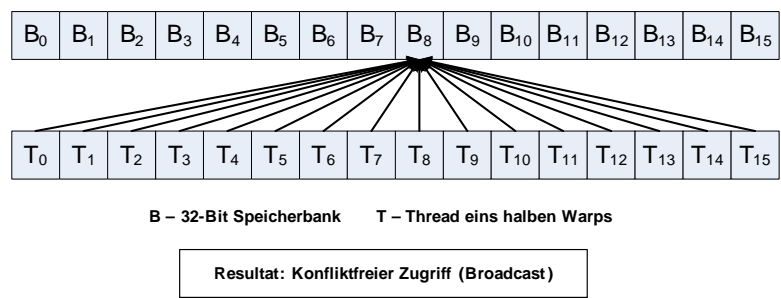 B0 B1 B2 B3 B4 B5 B6 B7 B8 B9 B10 B11 B12 B13 B14 B15
T0 T1 T2 T3 T4 T5 T6 T7 T8 T9 T10 T11 T12 T13 T14 T15
B – 32-Bit Speicherbank T – Thread eins halben Warps
Resultat: Konfliktfreier Zugriff (Broadcast)